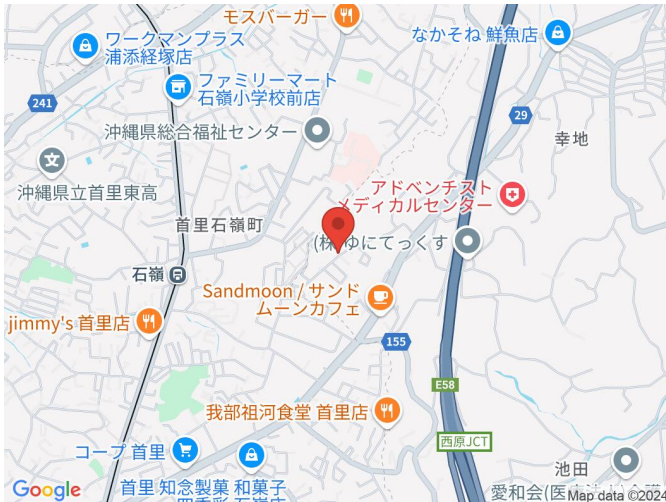 モスバーガー
ワークマンプラス
浦添経塚店
なかそね 鮮魚店
ファミリーマート
石嶺小学校前店
241
29
沖縄県総合福祉センター
幸地
沖縄県立首里東高
アドベンチスト
メディカルセンター
首里石嶺町
(株)ゆにてっくす
石嶺
Sandmoon / サンド
ムーンカフェ
jimmy's 首里店
155
E58
我部祖河食堂 首里店
西原JCT
コープ 首里
池田
首里 知念製菓 和菓子
Google
Map data ©2024